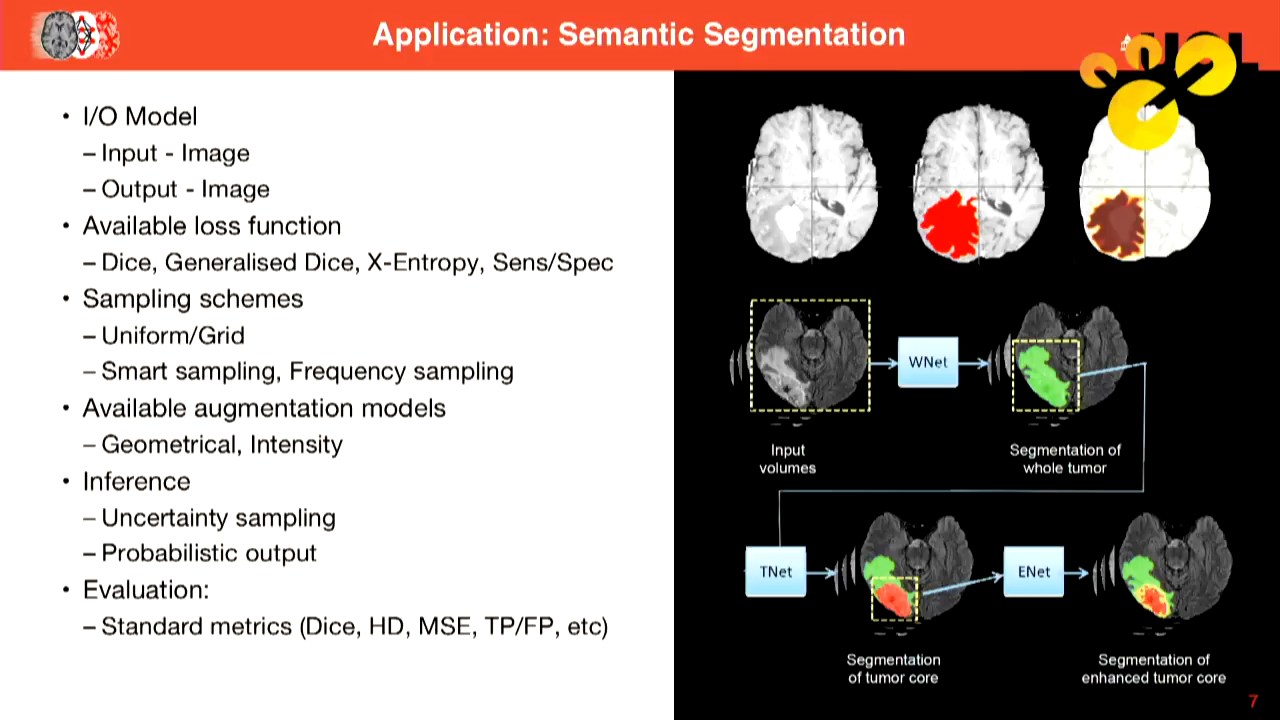 Application: Semantic Segmentation
• I/O Model
– Input - Image
– Output - Image
• Available loss function
– Dice, Generalised Dice, X-Entropy, Sens/Spec
• Sampling schemes
– Uniform/Grid
– Smart sampling, Frequency sampling
• Available augmentation models
– Geometrical, Intensity
• Inference
– Uncertainty sampling
– Probabilistic output
• Evaluation:
– Standard metrics (Dice, HD, MSE, TP/FP, etc)
WNet
Input
volumes
Segmentation of
whole tumor
TNet
ENet
Segmentation
of tumor core
Segmentation of
enhanced tumor core
7